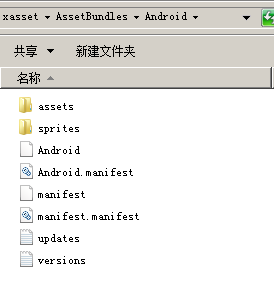 xasset ▾ AssetBundles ▾ Android ▾
共享 ▾ 新建文件夹
名称
assets
sprites
Android
Android.manifest
manifest
manifest.manifest
updates
versions